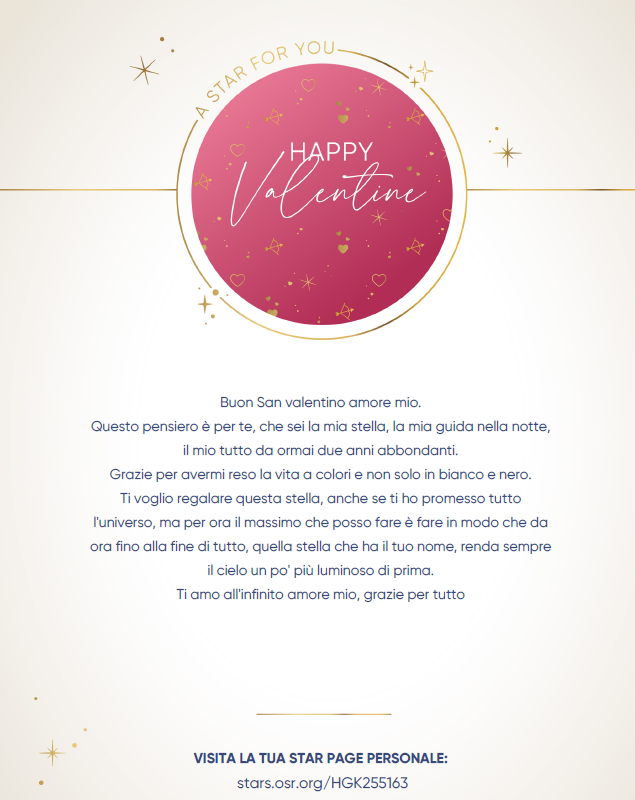 A STAR FOR YOU
HAPPY
Valentine
Buon San valentino amore mio.
Questo pensiero è per te, che sei la mia stella, la mia guida nella notte,
il mio tutto da ormai due anni abbondanti.
Grazie per avermi reso la vita a colori e non solo in bianco e nero.
Ti voglio regalare questa stella, anche se ti ho promesso tutto
l'universo, ma per ora il massimo che posso fare è fare in modo che da
ora fino alla fine di tutto, quella stella che ha il tuo nome, renda sempre
il cielo un po' più luminoso di prima.
Ti amo all'infinito amore mio, grazie per tutto
VISITA LA TUA STAR PAGE PERSONALE:
stars.osr.org/HGK255163